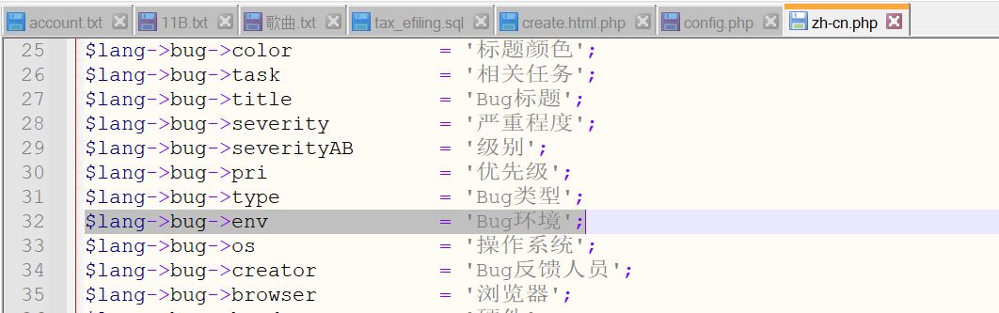 account.txt 11B.txt 歌曲.txt tax_efiling.sql create.html.php config.php zh-cn.php
25 $lang->bug->color = '标题颜色';
26 $lang->bug->task = '相关任务';
27 $lang->bug->title = 'Bug标题';
28 $lang->bug->severity = '严重程度';
29 $lang->bug->severityAB = '级别';
30 $lang->bug->pri = '优先级';
31 $lang->bug->type = 'Bug类型';
32 $lang->bug->env = 'Bug环境';
33 $lang->bug->os = '操作系统';
34 $lang->bug->creator = 'Bug反馈人员';
35 $lang->bug->browser = '浏览器';